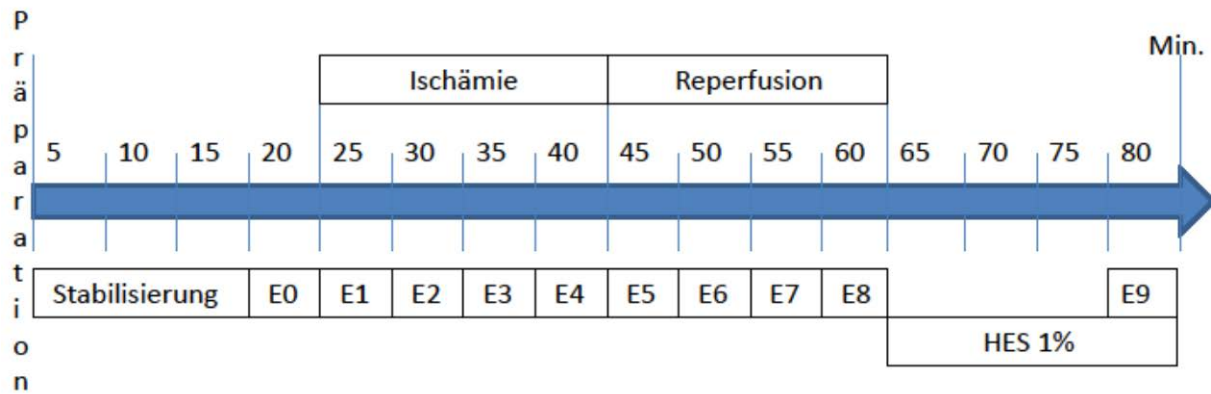 Präparation
Min.
Ischämie Reperfusion
5 10 15 20 25 30 35 40 45 50 55 60 65 70 75 80
Stabilisierung E0 E1 E2 E3 E4 E5 E6 E7 E8 E9
HES 1%